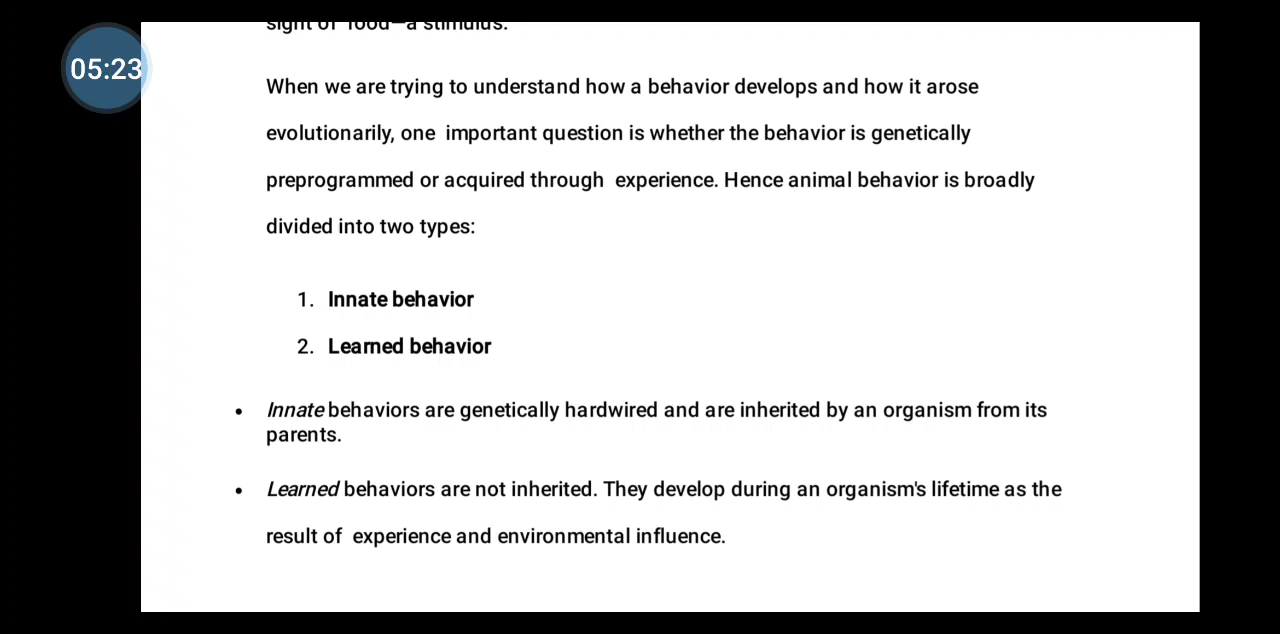 sight of food—a stimulus.
05:23
When we are trying to understand how a behavior develops and how it arose
evolutionarily, one important question is whether the behavior is genetically
preprogrammed or acquired through experience. Hence animal behavior is broadly
divided into two types:
1. Innate behavior
2. Learned behavior
• Innate behaviors are genetically hardwired and are inherited by an organism from its
parents.
• Learned behaviors are not inherited. They develop during an organism's lifetime as the
result of experience and environmental influence.